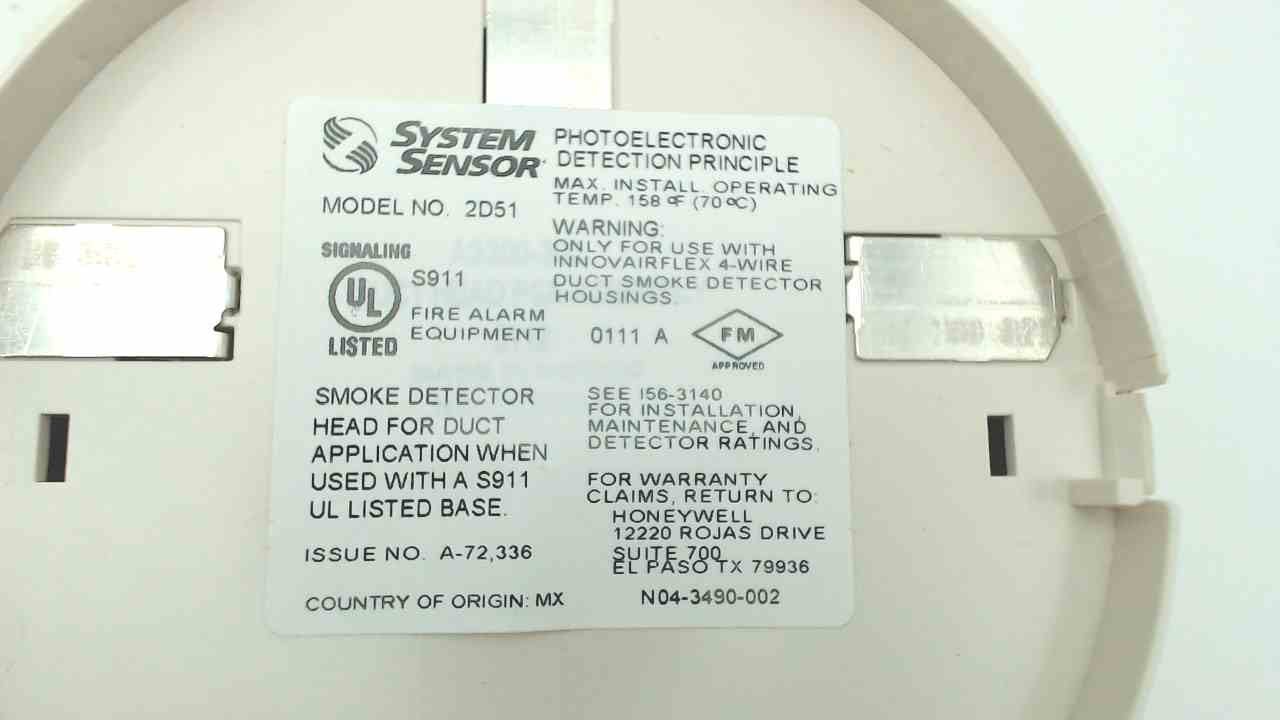 SYSTEM
SENSOR
MODEL NO. 2D51
SIGNALING
UL
LISTED
S911
FIRE ALARM
EQUIPMENT
SMOKE DETECTOR
HEAD FOR DUCT
APPLICATION WHEN
USED WITH A S911
UL LISTED BASE.
ISSUE NO. A-72,336
COUNTRY OF ORIGIN: MX
PHOTOELECTRONIC
DETECTION PRINCIPLE
MAX. INSTALL. OPERATING
TEMP. 158 ºF (70 ºC)
WARNING:
ONLY FOR USE WITH
INNOVAIRFLEX 4-WIRE
DUCT SMOKE DETECTOR
HOUSINGS.
0111 A
FM
APPROVED
SEE I56-3140
FOR INSTALLATION,
MAINTENANCE, AND
DETECTOR RATINGS.
FOR WARRANTY
CLAIMS, RETURN TO:
HONEYWELL
12220 ROJAS DRIVE
SUITE 700
EL PASO TX 79936
N04-3490-002